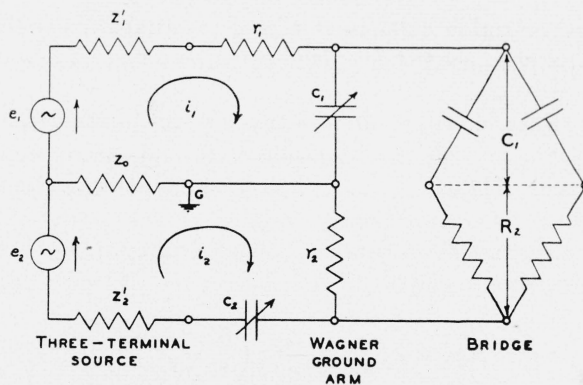 z'₁
r₁
e₁
i₁
c₁
C₁
z₀
G
e₂
i₂
r₂
R₂
z'₂
c₂
THREE-TERMINAL
SOURCE
WAGNER
GROUND
ARM
BRIDGE